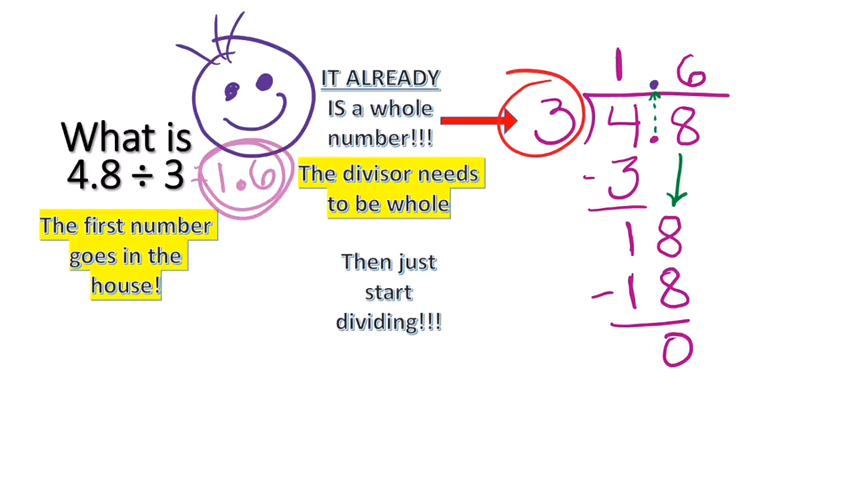 What is
4.8 ÷ 3 = 1.6
The first number
goes in the
house!
IT ALREADY
IS a whole
number!!!
The divisor needs
to be whole
Then just
start
dividing!!!
1.6
3)4.8
-3
18
-18
0